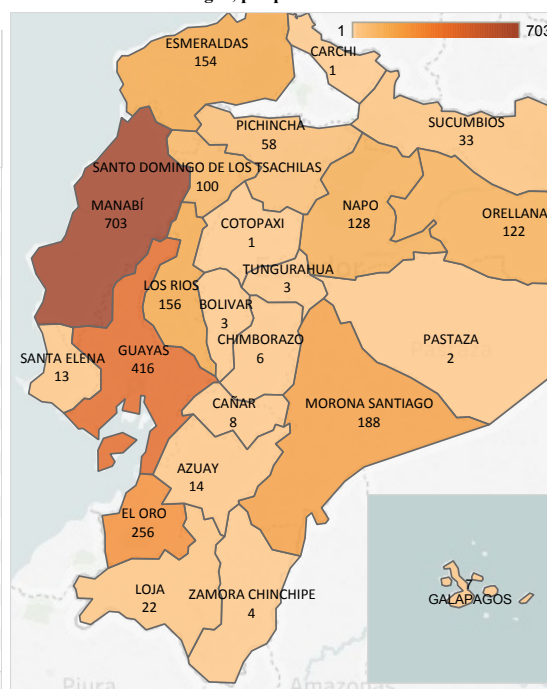 1
703
ESMERALDAS
154
CARCHI
1
PICHINCHA
58
SUCUMBIOS
33
SANTO DOMINGO DE LOS TSACHILAS
100
MANABÍ
703
NAPO
128
ORELLANA
122
COTOPAXI
1
TUNGURAHUA
3
LOS RIOS
156
BOLIVAR
3
CHIMBORAZO
6
PASTAZA
2
SANTA ELENA
13
GUAYAS
416
CAÑAR
8
MORONA SANTIAGO
188
AZUAY
14
EL ORO
256
LOJA
22
ZAMORA CHINCHIPE
4
7
GALAPAGOS
Piura
Amazonas